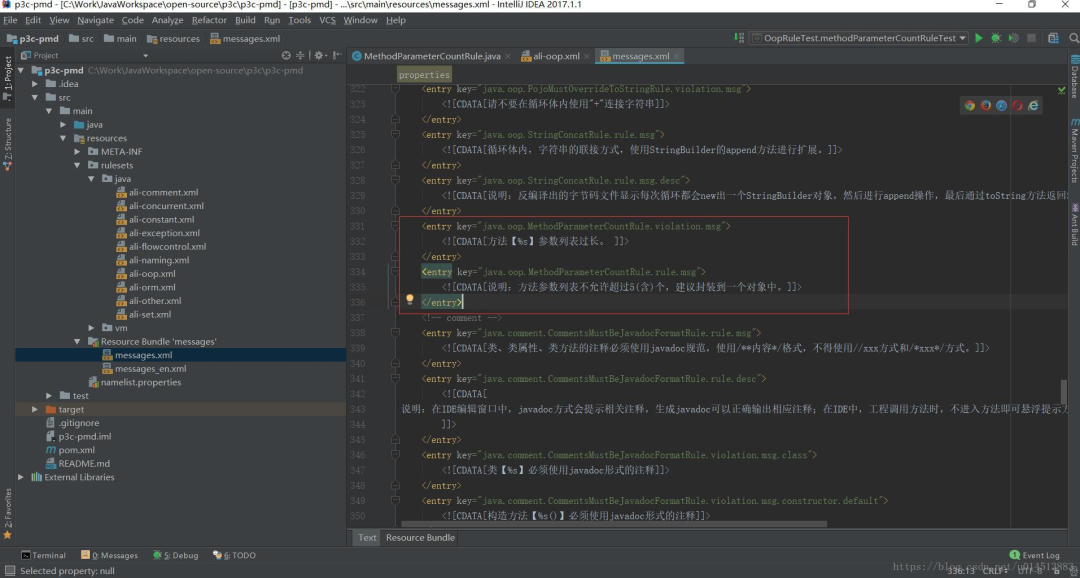 p3c-pmd - [C:\Work\JavaWorkspace\open-source\p3c\p3c-pmd] - [p3c-pmd] - ...\src\main\resources\messages.xml - IntelliJ IDEA 2017.1.1
File Edit View Navigate Code Analyze Refactor Build Run Tools VCS Window Help
p3c-pmd src main resources messages.xml
OopRuleTest.methodParameterCountRuleTest
Project
MethodParameterCountRule.java ali-oop.xml messages.xml
1: Project
Z: Structure
2: Favorites
p3c-pmd C:\Work\JavaWorkspace\open-source\p3c\p3c-pmd
.idea
src
main
java
resources
META-INF
rulesets
java
ali-comment.xml
ali-concurrent.xml
ali-constant.xml
ali-exception.xml
ali-flowcontrol.xml
ali-naming.xml
ali-oop.xml
ali-orm.xml
ali-other.xml
ali-set.xml
vm
Resource Bundle 'messages'
messages.xml
messages_en.xml
namelist.properties
test
target
.gitignore
p3c-pmd.iml
pom.xml
README.md
External Libraries
properties
322 <entry key="java.oop.PojoMustOverrideToStringRule.violation.msg">
323 <![CDATA[请不要在循环体内使用"+"连接字符串]]>
324 </entry>
325 <entry key="java.oop.StringConcatRule.rule.msg">
326 <![CDATA[循环体内，字符串的联接方式，使用StringBuilder的append方法进行扩展。]]>
327 </entry>
328 <entry key="java.oop.StringConcatRule.rule.msg.desc">
329 <![CDATA[说明：反编译出的字节码文件显示每次循环都会new出一个StringBuilder对象，然后进行append操作，最后通过toString方法返回
330 </entry>
331 <entry key="java.oop.MethodParameterCountRule.violation.msg">
332 <![CDATA[方法【%s】参数列表过长。 ]]>
333 </entry>
334 <entry key="java.oop.MethodParameterCountRule.rule.msg">
335 <![CDATA[说明：方法参数列表不允许超过5(含)个，建议封装到一个对象中。]]>
336 </entry>
337 <!-- comment -->
338 <entry key="java.comment.CommentsMustBeJavadocFormatRule.rule.msg">
339 <![CDATA[类、类属性、类方法的注释必须使用javadoc规范，使用/**内容*/格式，不得使用//xxx方式和/*xxx*/方式。]]>
340 </entry>
341 <entry key="java.comment.CommentsMustBeJavadocFormatRule.rule.desc">
342 <![CDATA[
343 说明：在IDE编辑窗口中，javadoc方式会提示相关注释，生成javadoc可以正确输出相应注释；在IDE中，工程调用方法时，不进入方法即可悬浮提示方
344 ]]>
345 </entry>
346 <entry key="java.comment.CommentsMustBeJavadocFormatRule.violation.msg.class">
347 <![CDATA[类【%s】必须使用javadoc形式的注释]]>
348 </entry>
349 <entry key="java.comment.CommentsMustBeJavadocFormatRule.violation.msg.constructor.default">
350 <![CDATA[构造方法【%s()】必须使用javadoc形式的注释]]>
Text Resource Bundle
Database
Maven Projects
Ant Build
Terminal 0: Messages 5: Debug 6: TODO
1 Event Log
Selected property: null
336:13 CRLF UTF-8